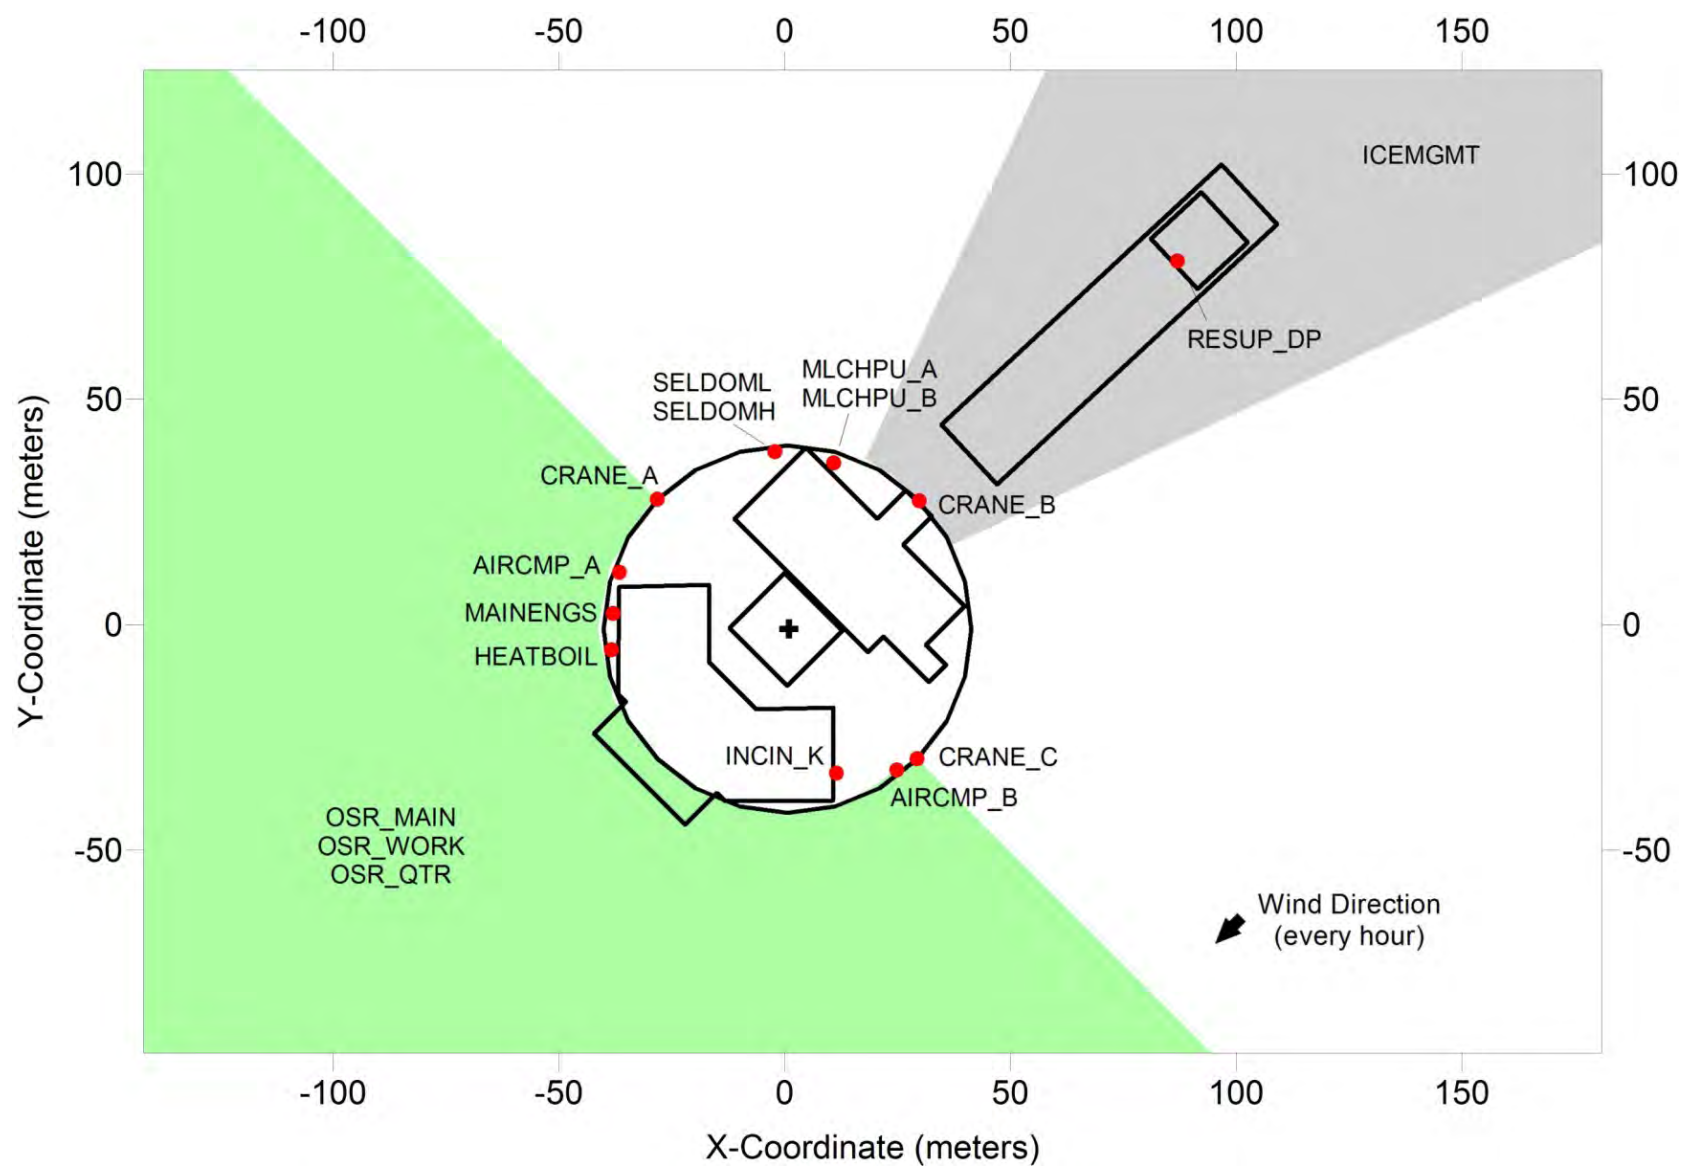 -100 -50 0 50 100 150
ICEMGMT
100 100
RESUP_DP
MLCHPU_A
MLCHPU_B
SELDOML
SELDOMH
50 50
CRANE_A
CRANE_B
AIRCMP_A
MAINENGS
HEATBOIL
0 0
Y-Coordinate (meters)
INCIN_K
CRANE_C
AIRCMP_B
OSR_MAIN
OSR_WORK
OSR_QTR
-50 -50
Wind Direction
(every hour)
-100 -50 0 50 100 150
X-Coordinate (meters)